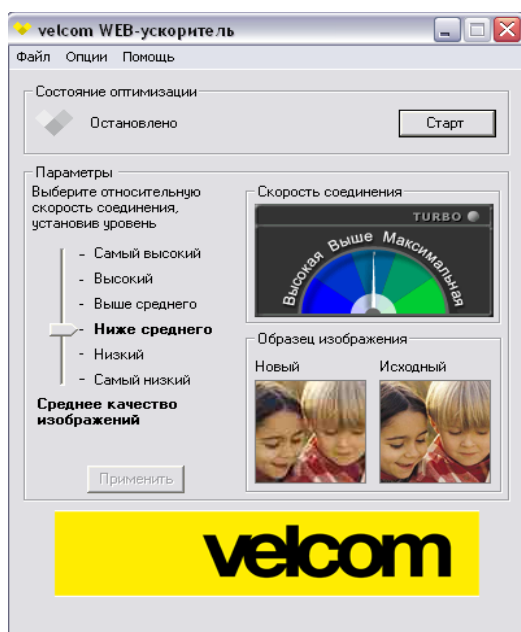 velcom WEB-ускоритель
Файл Опции Помощь
Состояние оптимизации
Остановлено
Старт
Параметры
Выберите относительную
скорость соединения,
установив уровень
Самый высокий
Высокий
Выше среднего
Ниже среднего
Низкий
Самый низкий
Среднее качество
изображений
Применить
Скорость соединения
TURBO
Высокая Выше Максимальная
Образец изображения
Новый Исходный
velcom